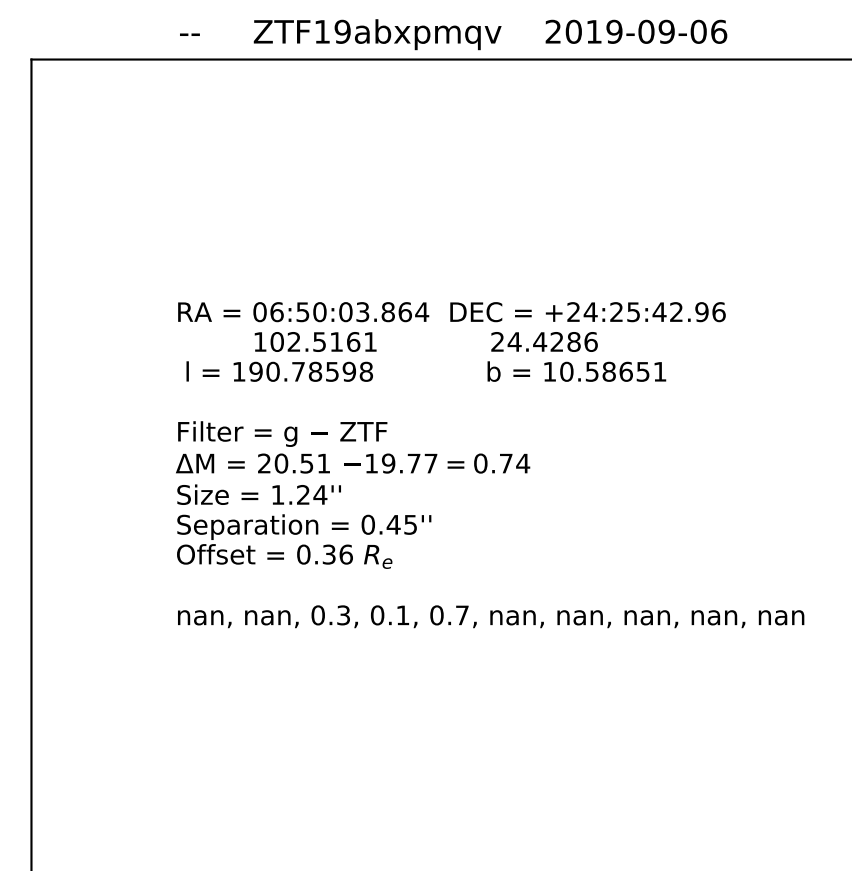 -- ZTF19abxpmqv 2019-09-06
RA = 06:50:03.864 DEC = +24:25:42.96
102.5161 24.4286
l = 190.78598 b = 10.58651
Filter = g − ZTF
ΔM = 20.51 −19.77 = 0.74
Size = 1.24''
Separation = 0.45''
Offset = 0.36 Rₑ
nan, nan, 0.3, 0.1, 0.7, nan, nan, nan, nan, nan